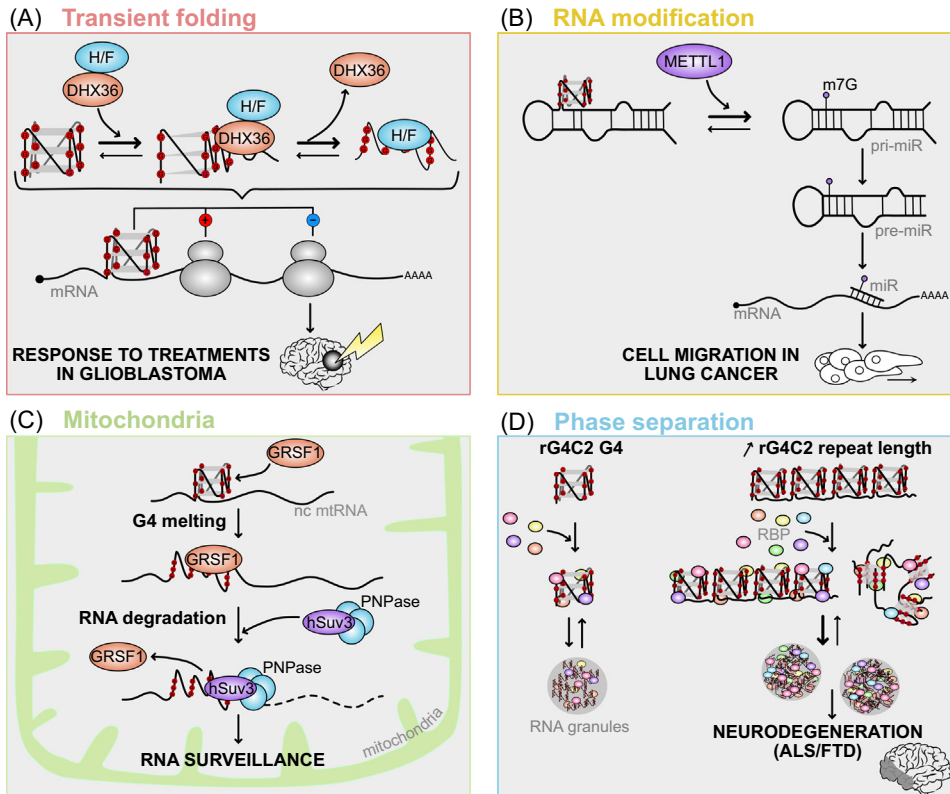 (A) Transient folding
H/F
DHX36
H/F
DHX36
DHX36
H/F
+
−
mRNA
AAAA
RESPONSE TO TREATMENTS
IN GLIOBLASTOMA
(B) RNA modification
METTL1
m7G
pri-miR
pre-miR
miR
AAAA
mRNA
CELL MIGRATION IN
LUNG CANCER
(C) Mitochondria
GRSF1
nc mtRNA
G4 melting
GRSF1
RNA degradation
PNPase
hSuv3
GRSF1
PNPase
hSuv3
mitochondria
RNA SURVEILLANCE
(D) Phase separation
rG4C2 G4
↗ rG4C2 repeat length
RBP
RNA granules
NEURODEGENERATION
(ALS/FTD)